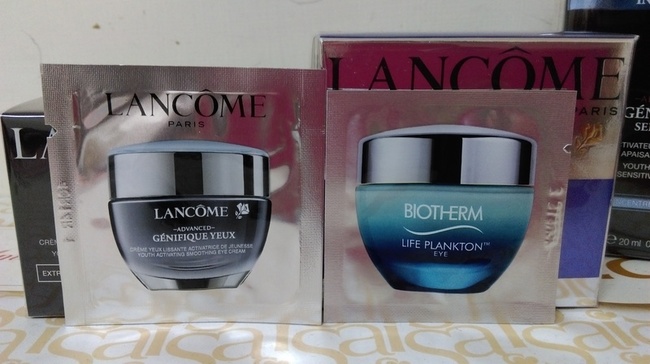 LANCÔME
PARIS
LANCÔME
ADVANCED
GÉNIFIQUE YEUX
CRÈME YEUX LISSANTE ACTIVATRICE DE JEUNESSE
YOUTH ACTIVATING SMOOTHING EYE CREAM
LANCÔME
PARIS
BIOTHERM
LIFE PLANKTON™
EYE
20 ml